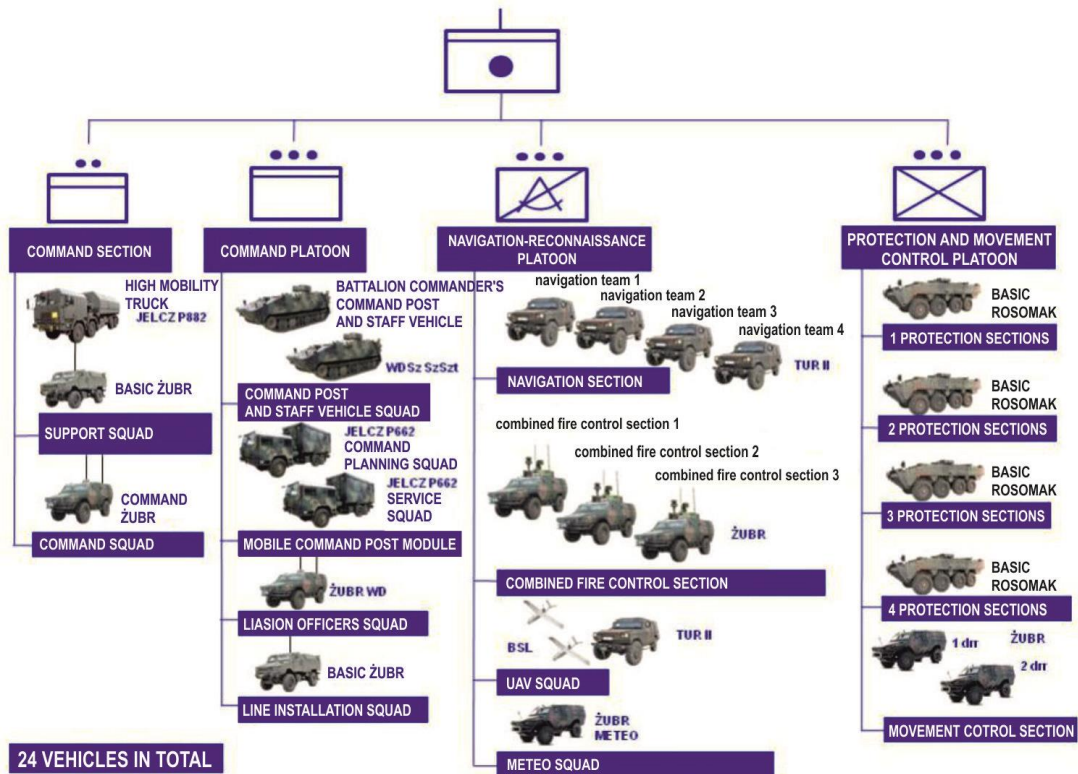 COMMAND SECTION
HIGH MOBILITY
TRUCK
JELCZ P882
BASIC ŻUBR
SUPPORT SQUAD
COMMAND
ŻUBR
COMMAND SQUAD
COMMAND PLATOON
BATTALION COMMANDER'S
COMMAND POST
AND STAFF VEHICLE
WDSz SzSzt
COMMAND POST
AND STAFF VEHICLE SQUAD
JELCZ P662
COMMAND
PLANNING SQUAD
JELCZ P662
SERVICE
SQUAD
MOBILE COMMAND POST MODULE
ŻUBR WD
LIASION OFFICERS SQUAD
BASIC ŻUBR
LINE INSTALLATION SQUAD
NAVIGATION-RECONNAISSANCE
PLATOON
navigation team 1
navigation team 2
navigation team 3
navigation team 4
TUR II
NAVIGATION SECTION
combined fire control section 1
combined fire control section 2
combined fire control section 3
ŻUBR
COMBINED FIRE CONTROL SECTION
BSL
TUR II
UAV SQUAD
ŻUBR
METEO
METEO SQUAD
PROTECTION AND MOVEMENT
CONTROL PLATOON
BASIC
ROSOMAK
1 PROTECTION SECTIONS
BASIC
ROSOMAK
2 PROTECTION SECTIONS
BASIC
ROSOMAK
3 PROTECTION SECTIONS
BASIC
ROSOMAK
4 PROTECTION SECTIONS
1 drr
ŻUBR
2 drr
MOVEMENT COTROL SECTION
24 VEHICLES IN TOTAL